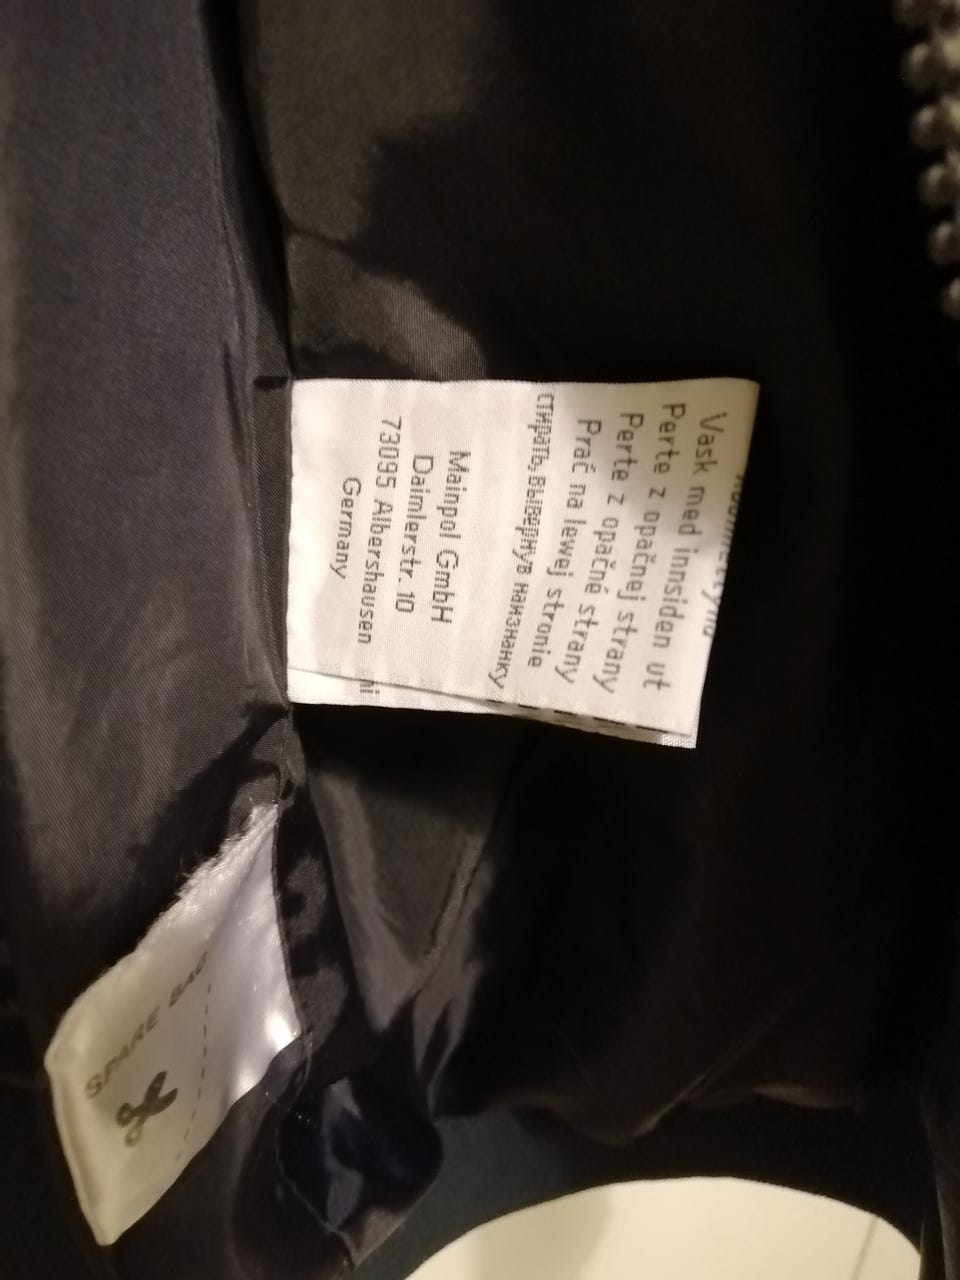 Vask med innsiden ut
Perte z opačnej strany
Perte z opačné strany
Prać na lewej stronie
стирать, вывернув наизнанку
Mainpol GmbH
Daimlerstr. 10
73095 Albershausen
Germany
SPARE BAG